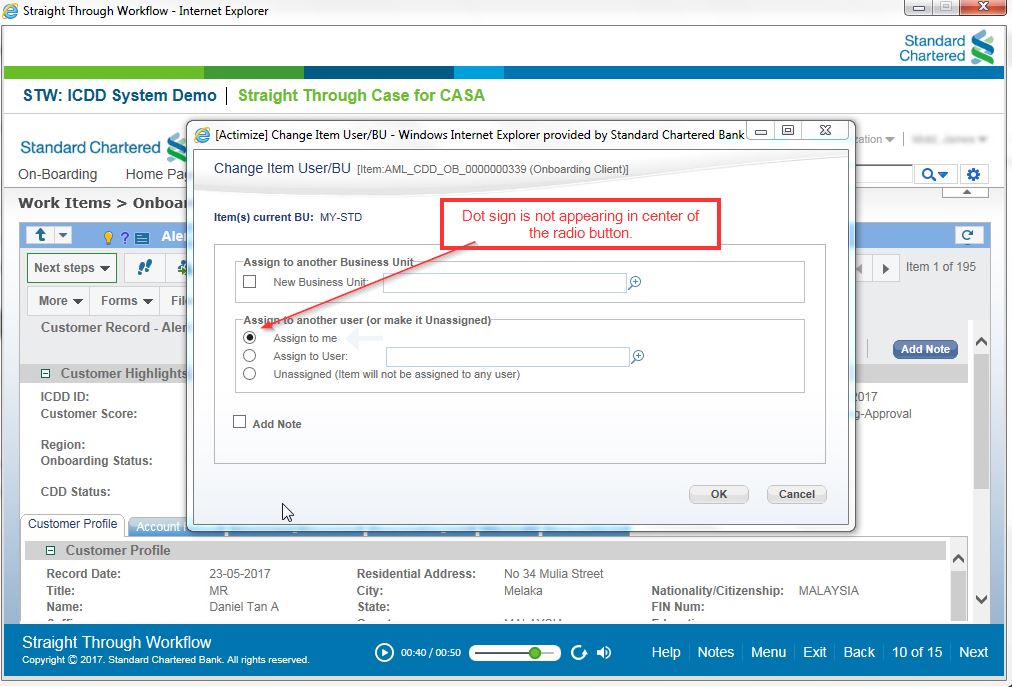 Straight Through Workflow - Internet Explorer
Standard
Chartered
STW: ICDD System Demo | Straight Through Case for CASA
[Actimize] Change Item User/BU - Windows Internet Explorer provided by Standard Chartered Bank
Standard Chartered
On-Boarding Home Pag
Work Items > Onboar
Change Item User/BU [Item:AML_CDD_OB_0000000339 (Onboarding Client)]
Item(s) current BU: MY-STD
Dot sign is not appearing in center of
the radio button.
? Aler
Next steps
Item 1 of 195
More Forms Fil
Assign to another Business Unit
New Business Unit:
Customer Record - Aler
Assign to another user (or make it Unassigned)
Assign to me
Assign to User:
Unassigned (Item will not be assigned to any user)
Add Note
Add Note
OK Cancel
Customer Highlights
ICDD ID:
2017
Customer Score:
g-Approval
Region:
Onboarding Status:
CDD Status:
Customer Profile Account
Customer Profile
Record Date: 23-05-2017 Residential Address: No 34 Mulia Street
Title: MR City: Melaka Nationality/Citizenship: MALAYSIA
Name: Daniel Tan A State: FIN Num:
Straight Through Workflow
Copyright © 2017. Standard Chartered Bank. All rights reserved.
00:40 / 00:50
Help Notes Menu Exit Back 10 of 15 Next